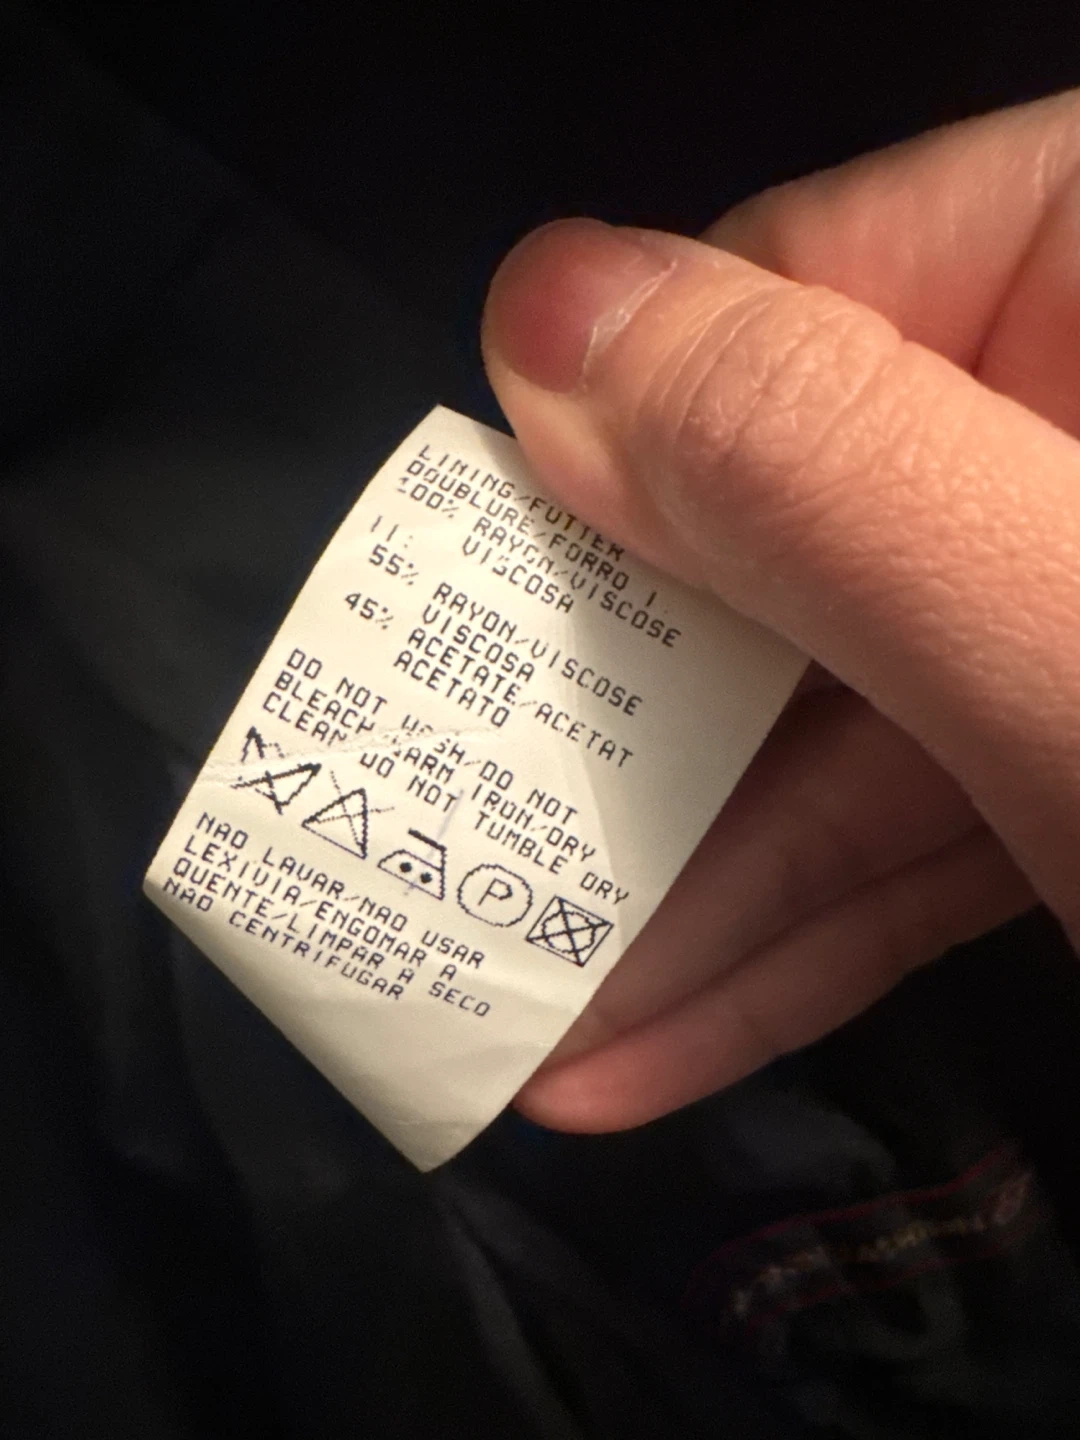 LINING/FUTTER
DOUBLURE/FORRO I:
100% RAYON/VISCOSE
VISCOSA
II:
55% RAYON/VISCOSE
VISCOSA
45% ACETATE/ACETAT
ACETATO
DO NOT WASH/DO NOT
BLEACH/WARM IRON/DRY
CLEAN/DO NOT TUMBLE DRY
P
NAO LAVAR/NAO USAR
LEXIVIA/ENGOMAR A
QUENTE/LIMPAR A SECO
NAO CENTRIFUGAR